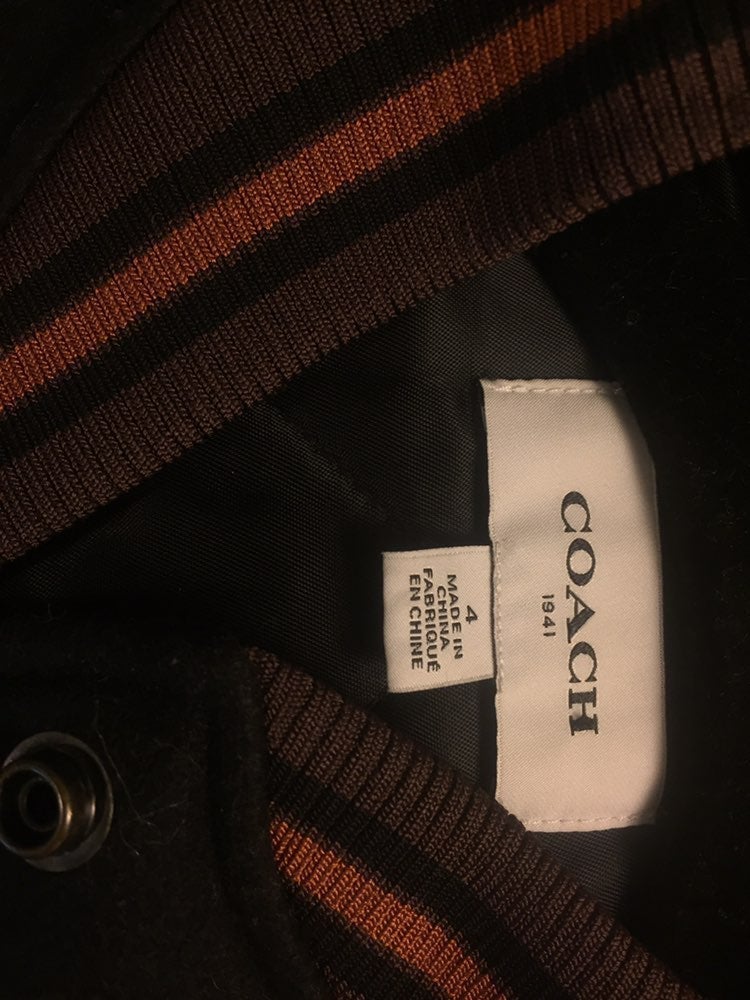 COACH
1941
4
MADE IN
CHINA
FABRIQUÉ
EN CHINE